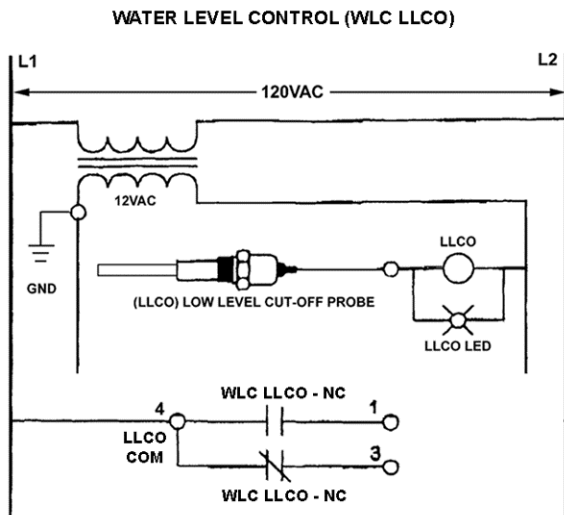 WATER LEVEL CONTROL (WLC LLCO)
L1
L2
120VAC
12VAC
GND
LLCO
(LLCO) LOW LEVEL CUT-OFF PROBE
LLCO LED
WLC LLCO - NC
4
1
LLCO
COM
3
WLC LLCO - NC